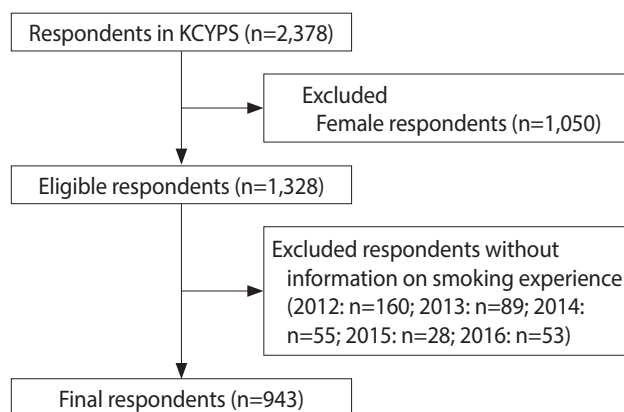 Respondents in KCYPS (n=2,378)
Excluded
Female respondents (n=1,050)
Eligible respondents (n=1,328)
Excluded respondents without
information on smoking experience
(2012: n=160; 2013: n=89; 2014:
n=55; 2015: n=28; 2016: n=53)
Final respondents (n=943)